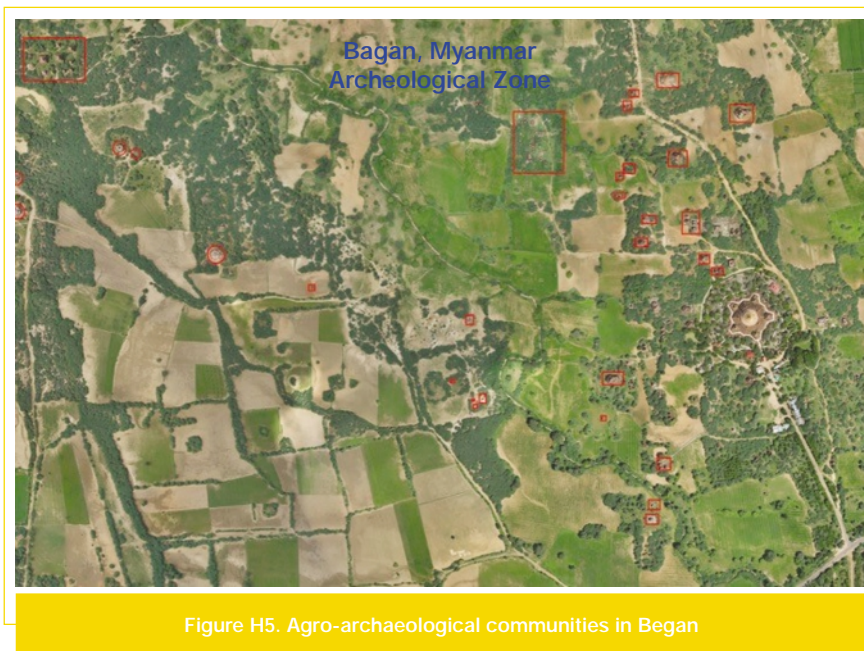 Bagan, Myanmar
Archeological Zone
Figure H5. Agro-archaeological communities in Began